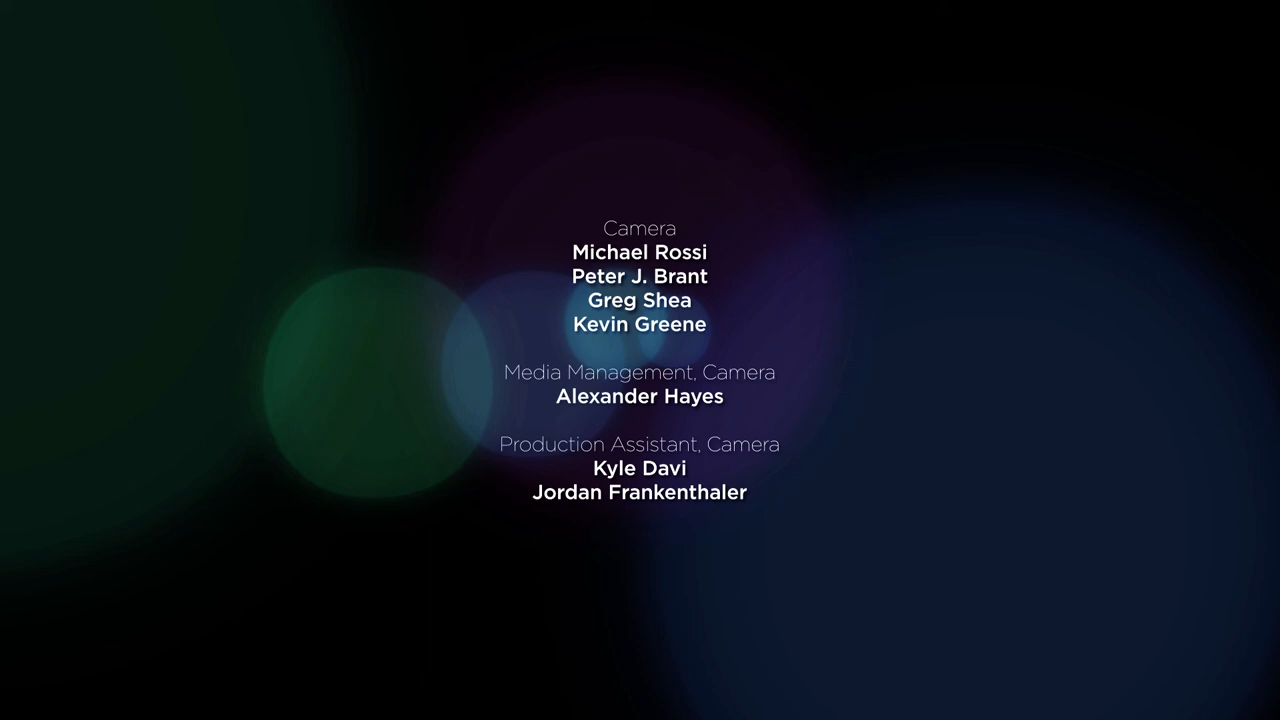 Camera
Michael Rossi
Peter J. Brant
Greg Shea
Kevin Greene
Media Management, Camera
Alexander Hayes
Production Assistant, Camera
Kyle Davi
Jordan Frankenthaler